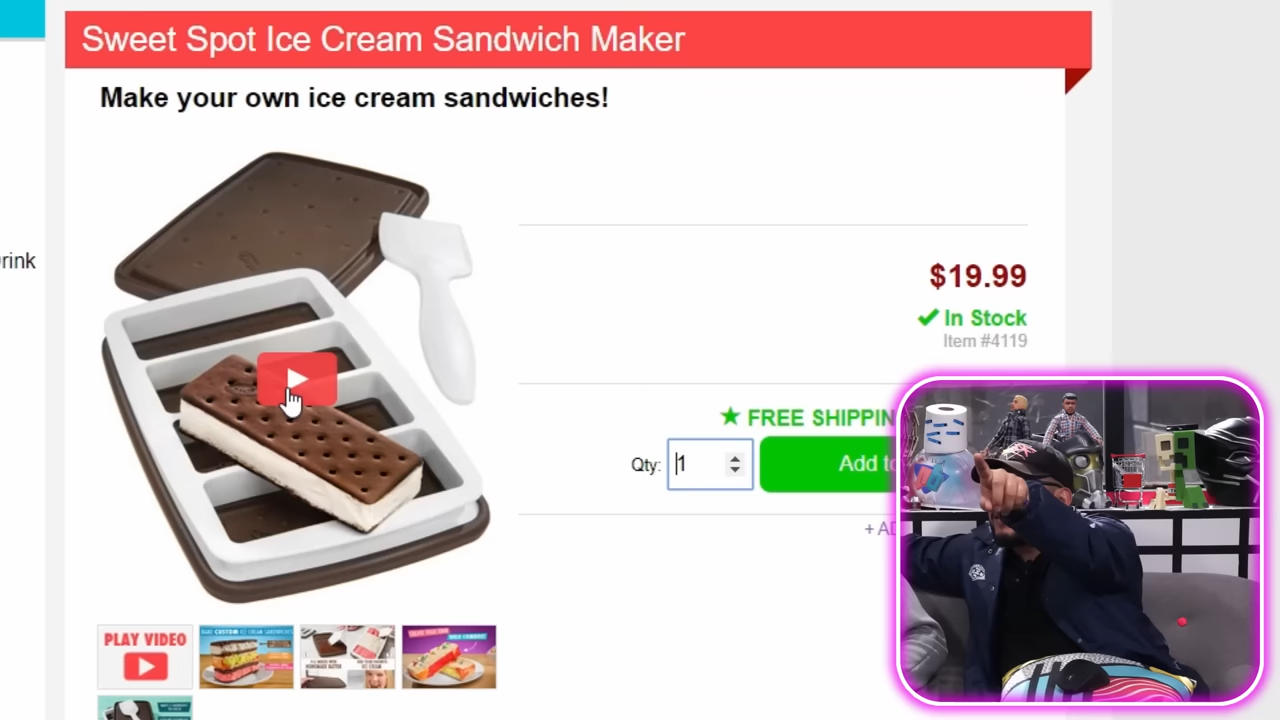 Sweet Spot Ice Cream Sandwich Maker
Make your own ice cream sandwiches!
$19.99
In Stock
Item #4119
FREE SHIPPIN
Qty: 1
Add to
+ AD
rink
PLAY VIDEO